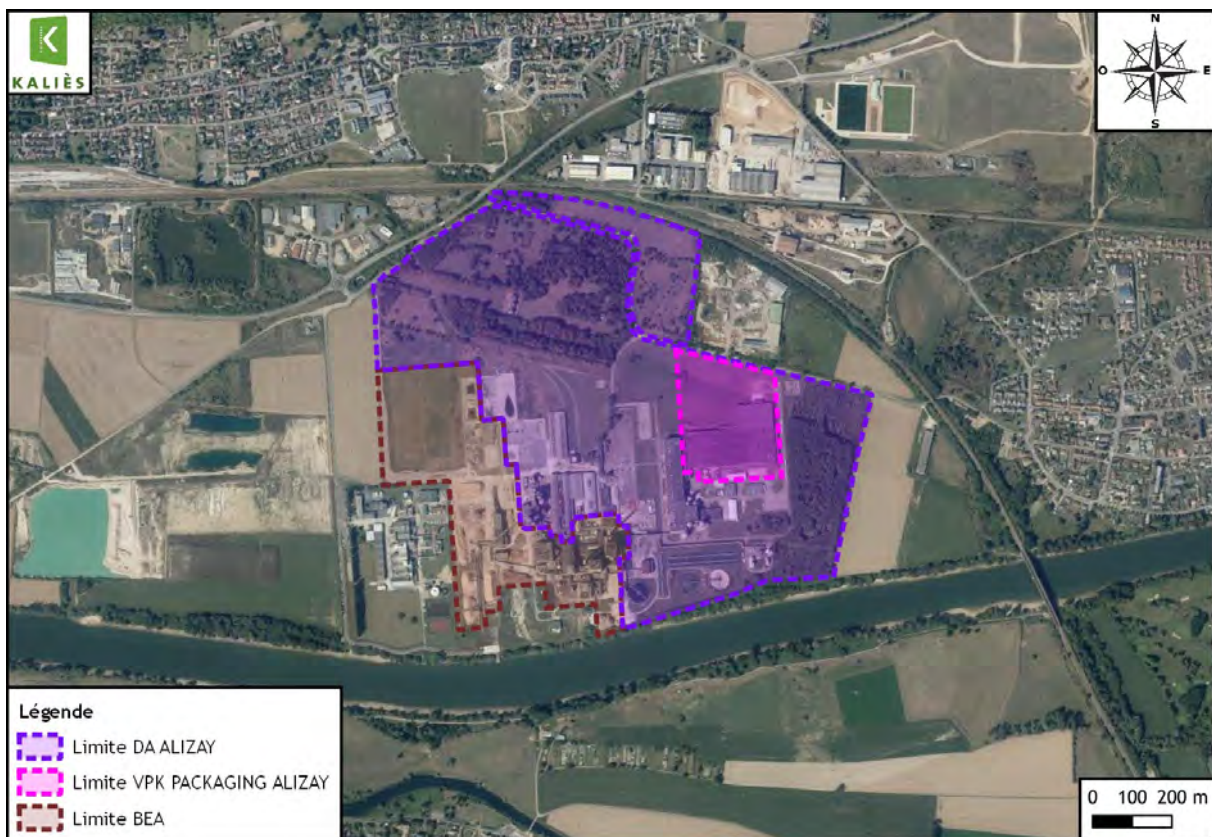 KALIÈS
N
O
E
S
Légende
Limite DA ALIZAY
Limite VPK PACKAGING ALIZAY
Limite BEA
0 100 200 m